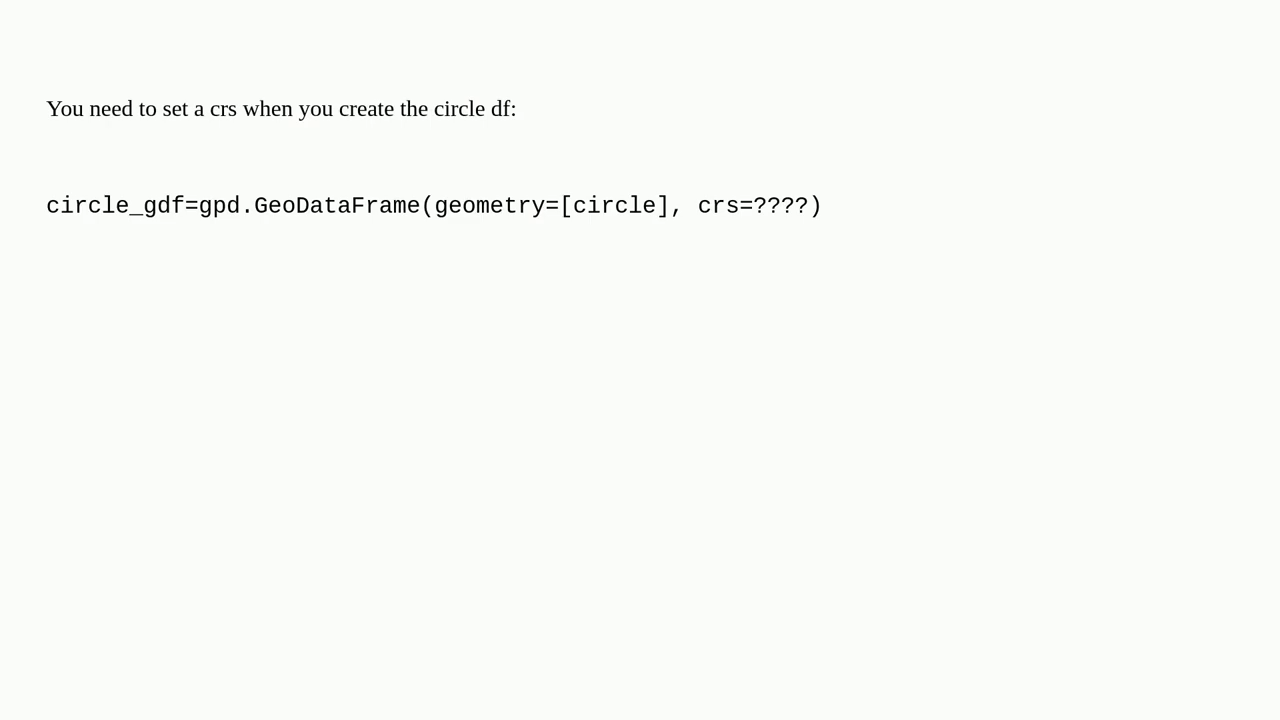 You need to set a crs when you create the circle df:
circle_gdf=gpd.GeoDataFrame(geometry=[circle], crs=????)